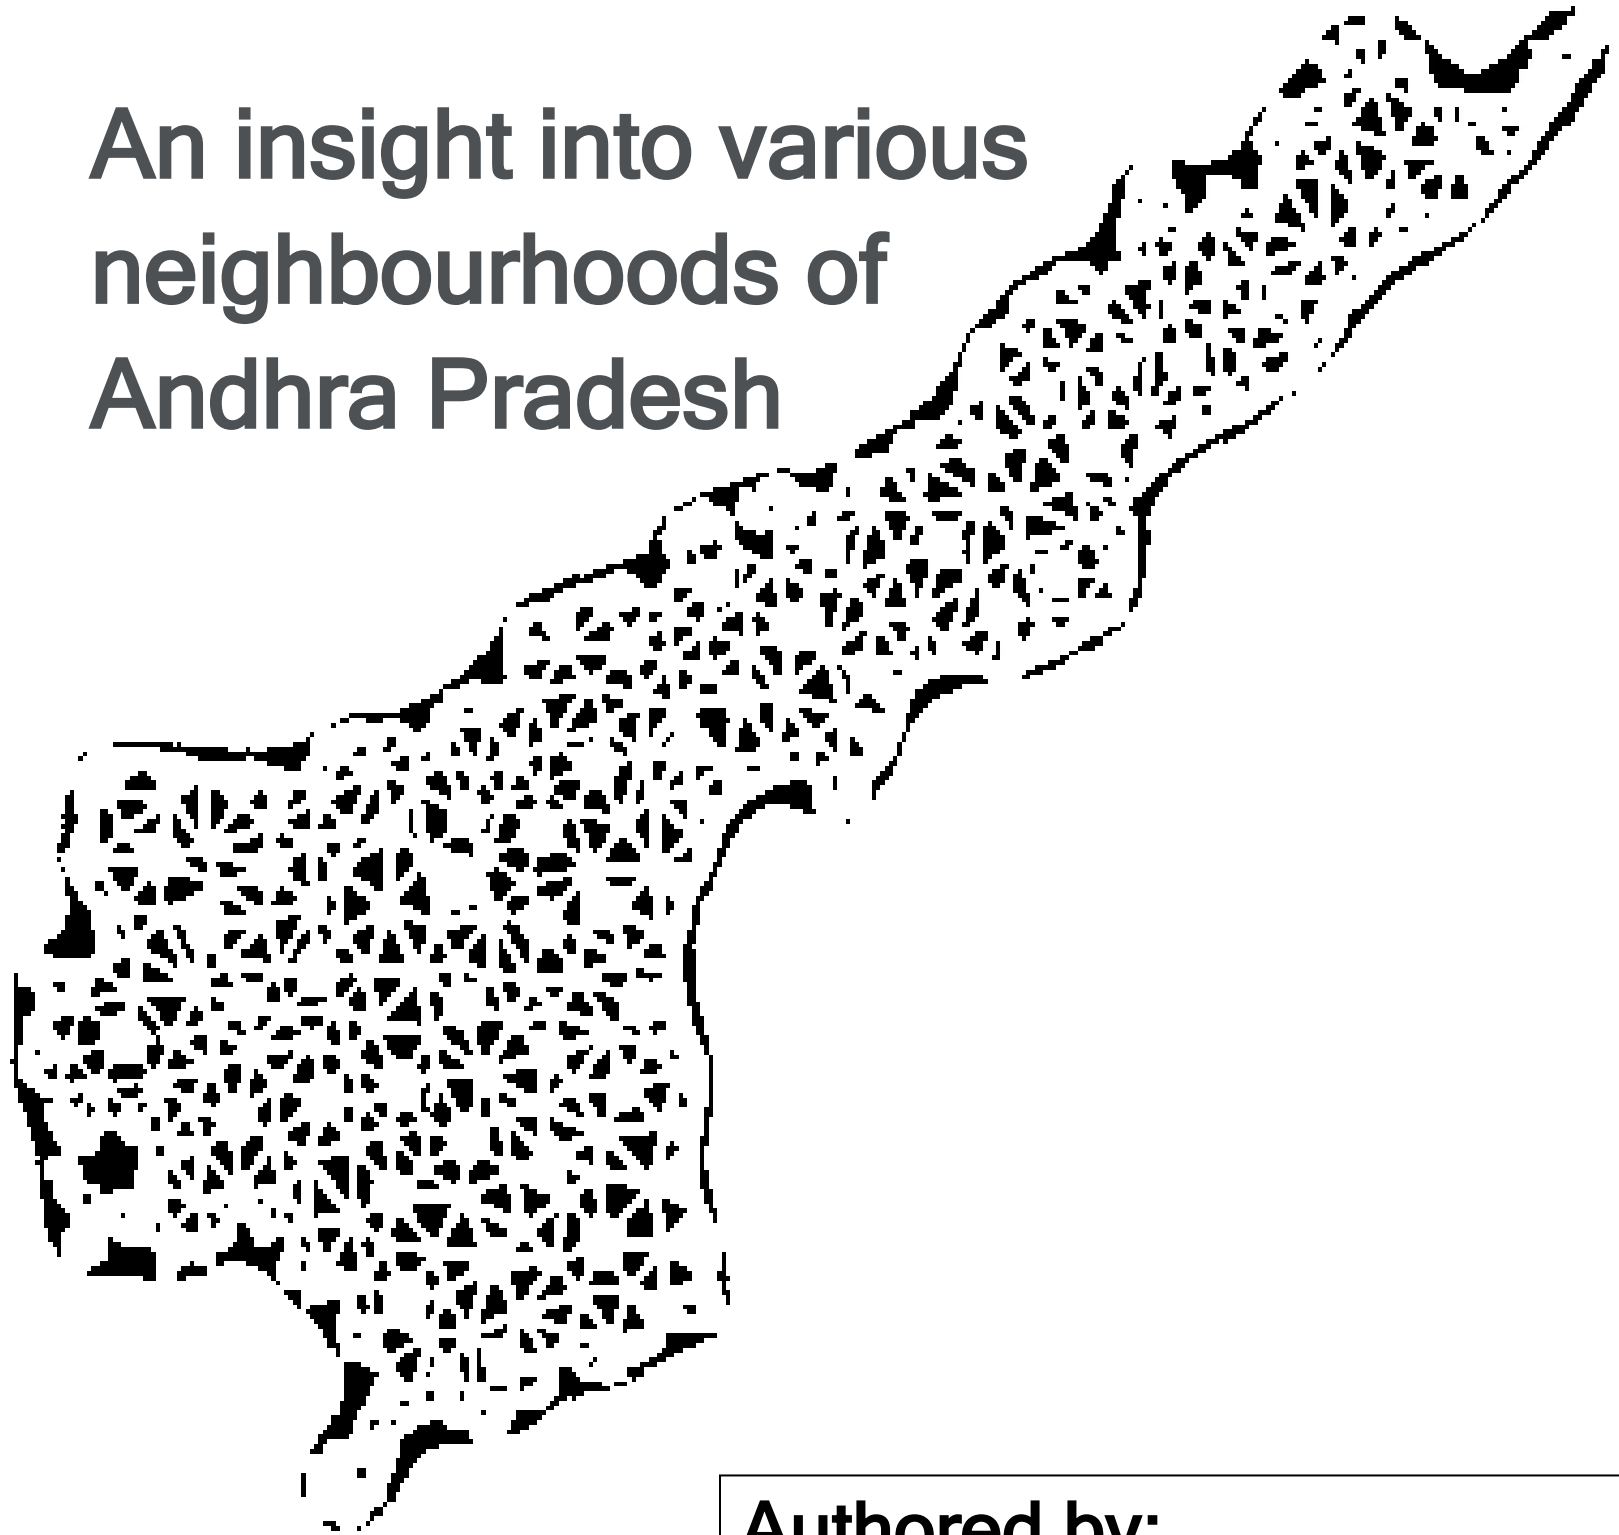 An insight into various
neighbourhoods of
Andhra Pradesh
Authored by: